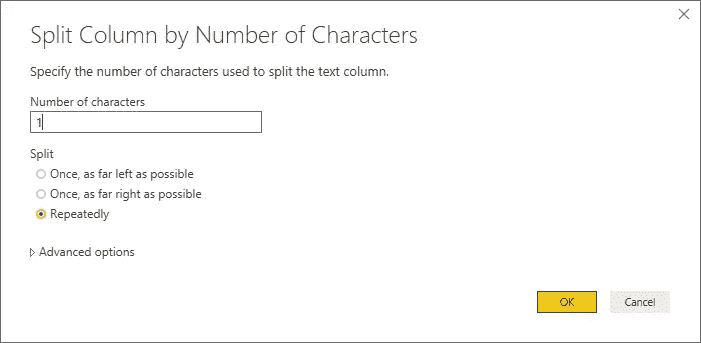 Split Column by Number of Characters
Specify the number of characters used to split the text column.
Number of characters
1
Split
Once, as far left as possible
Once, as far right as possible
Repeatedly
Advanced options
OK
Cancel